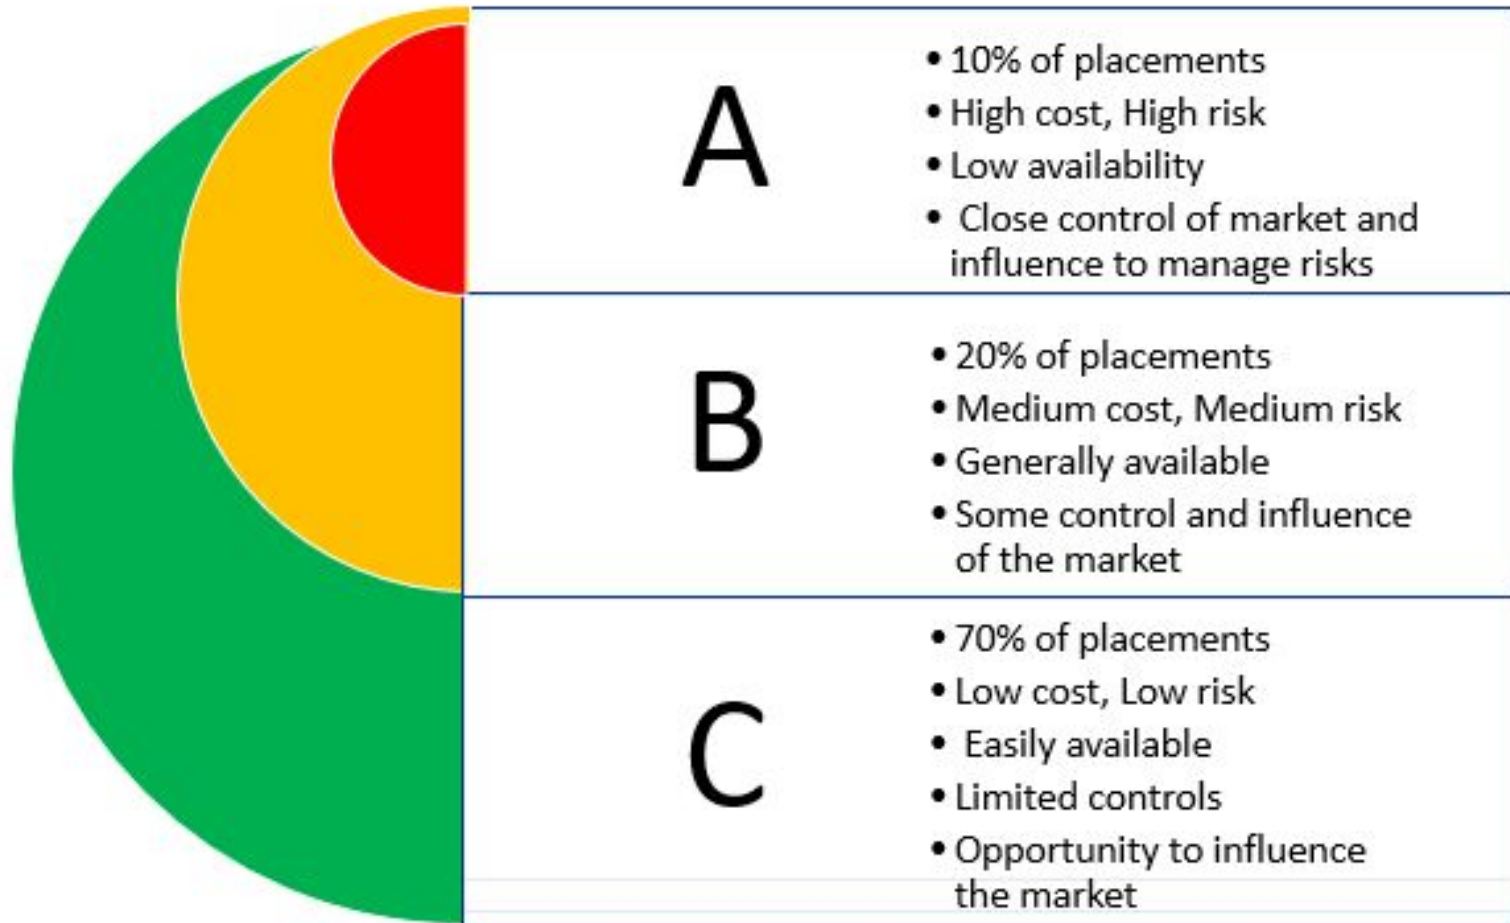 A
• 10% of placements
• High cost, High risk
• Low availability
• Close control of market and
influence to manage risks
B
• 20% of placements
• Medium cost, Medium risk
• Generally available
• Some control and influence
of the market
C
• 70% of placements
• Low cost, Low risk
• Easily available
• Limited controls
• Opportunity to influence
the market